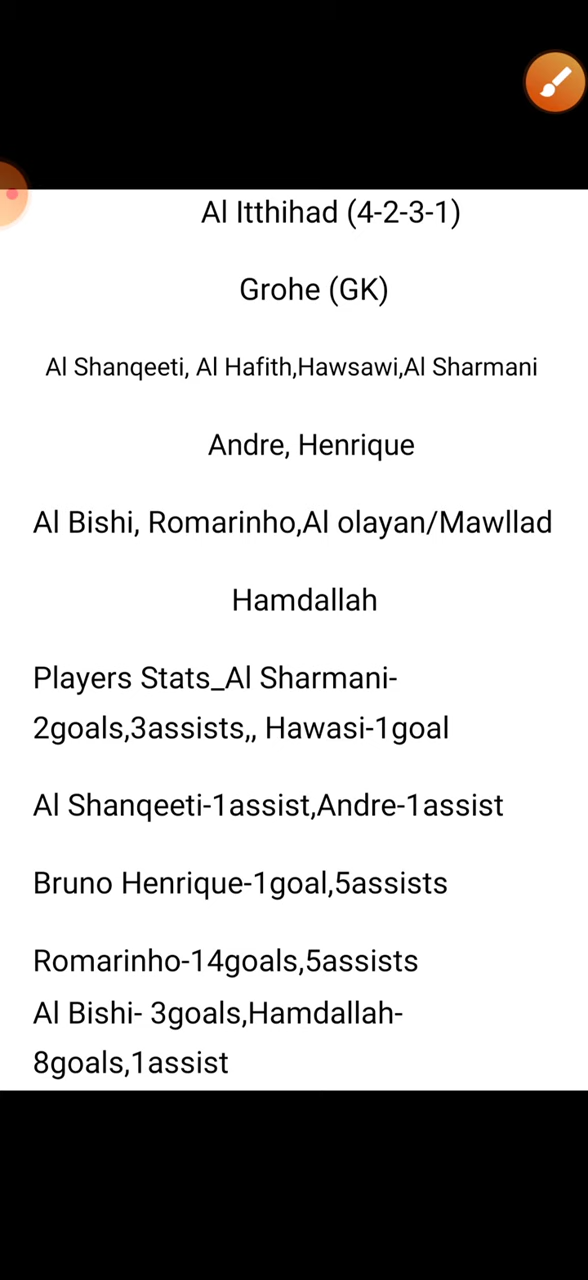 Al Itthihad (4-2-3-1)
Grohe (GK)
Al Shanqeeti, Al Hafith,Hawsawi,Al Sharmani
Andre, Henrique
Al Bishi, Romarinho,Al olayan/Mawllad
Hamdallah
Players Stats_Al Sharmani-
2goals,3assists,, Hawasi-1goal
Al Shanqeeti-1assist,Andre-1assist
Bruno Henrique-1goal,5assists
Romarinho-14goals,5assists
Al Bishi- 3goals,Hamdallah-
8goals,1assist